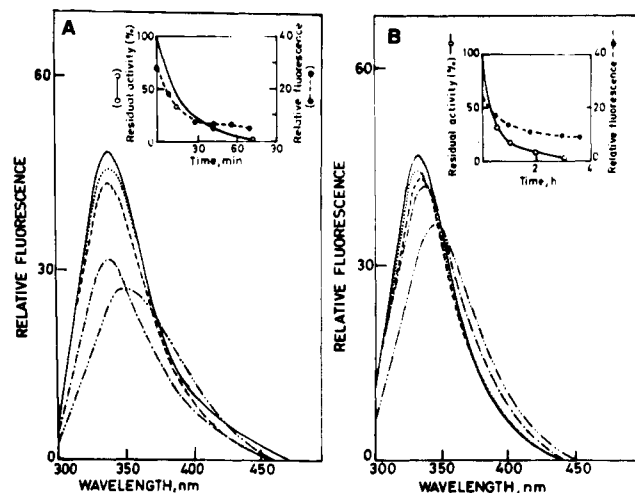 A
B
60
30
0
300
350
400
450
RELATIVE FLUORESCENCE
WAVELENGTH, nm
Residual activity (%)
100
50
0
30
60
90
Time, min
40
20
0
Relative fluorescence
60
30
0
300
350
400
450
500
RELATIVE FLUORESCENCE
WAVELENGTH, nm
Residual activity (%)
100
50
0
2
4
Time, h
40
20
0
Relative fluorescence